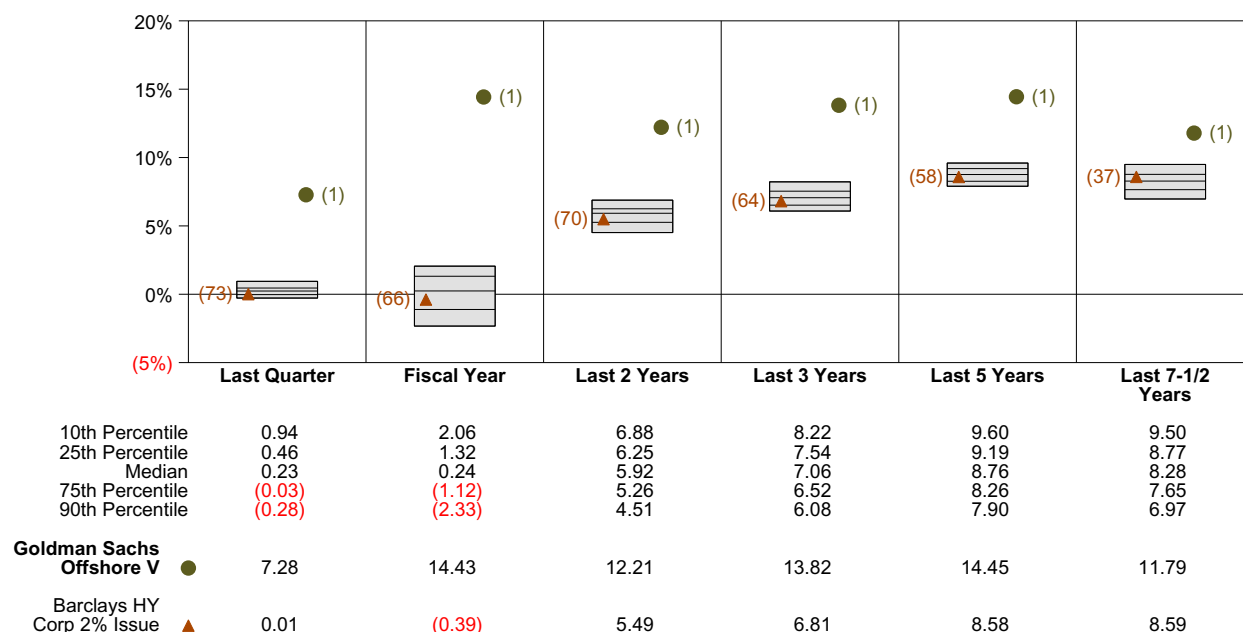 20%
15%
10%
5%
0%
(5%)
(1)
(73)
(1)
(66)
(1)
(70)
(1)
(64)
(1)
(58)
(1)
(37)
Last Quarter Fiscal Year Last 2 Years Last 3 Years Last 5 Years Last 7-1/2
Years
10th Percentile 0.94 2.06 6.88 8.22 9.60 9.50
25th Percentile 0.46 1.32 6.25 7.54 9.19 8.77
Median 0.23 0.24 5.92 7.06 8.76 8.28
75th Percentile (0.03) (1.12) 5.26 6.52 8.26 7.65
90th Percentile (0.28) (2.33) 4.51 6.08 7.90 6.97
Goldman Sachs
Offshore V 7.28 14.43 12.21 13.82 14.45 11.79
Barclays HY
Corp 2% Issue 0.01 (0.39) 5.49 6.81 8.58 8.59